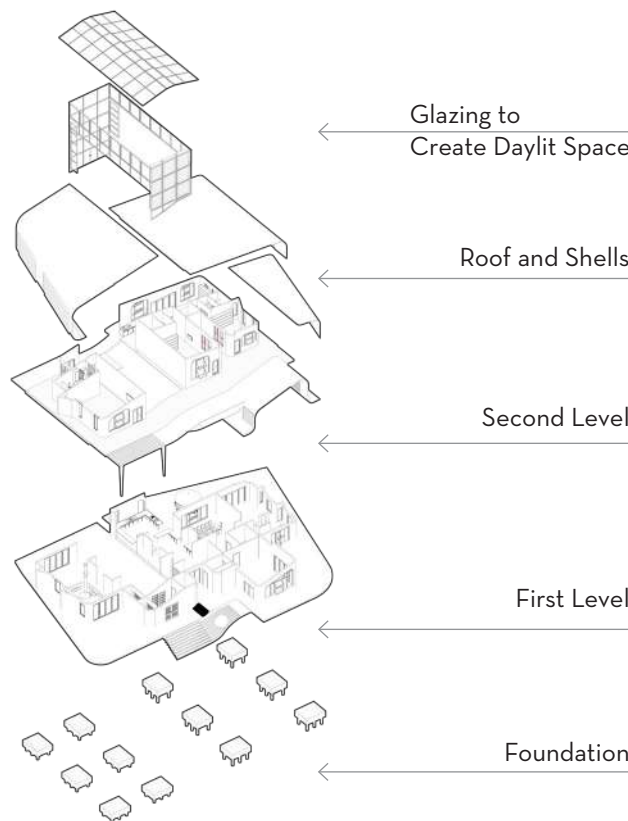 Glazing to
Create Daylit Space
Roof and Shells
Second Level
First Level
Foundation